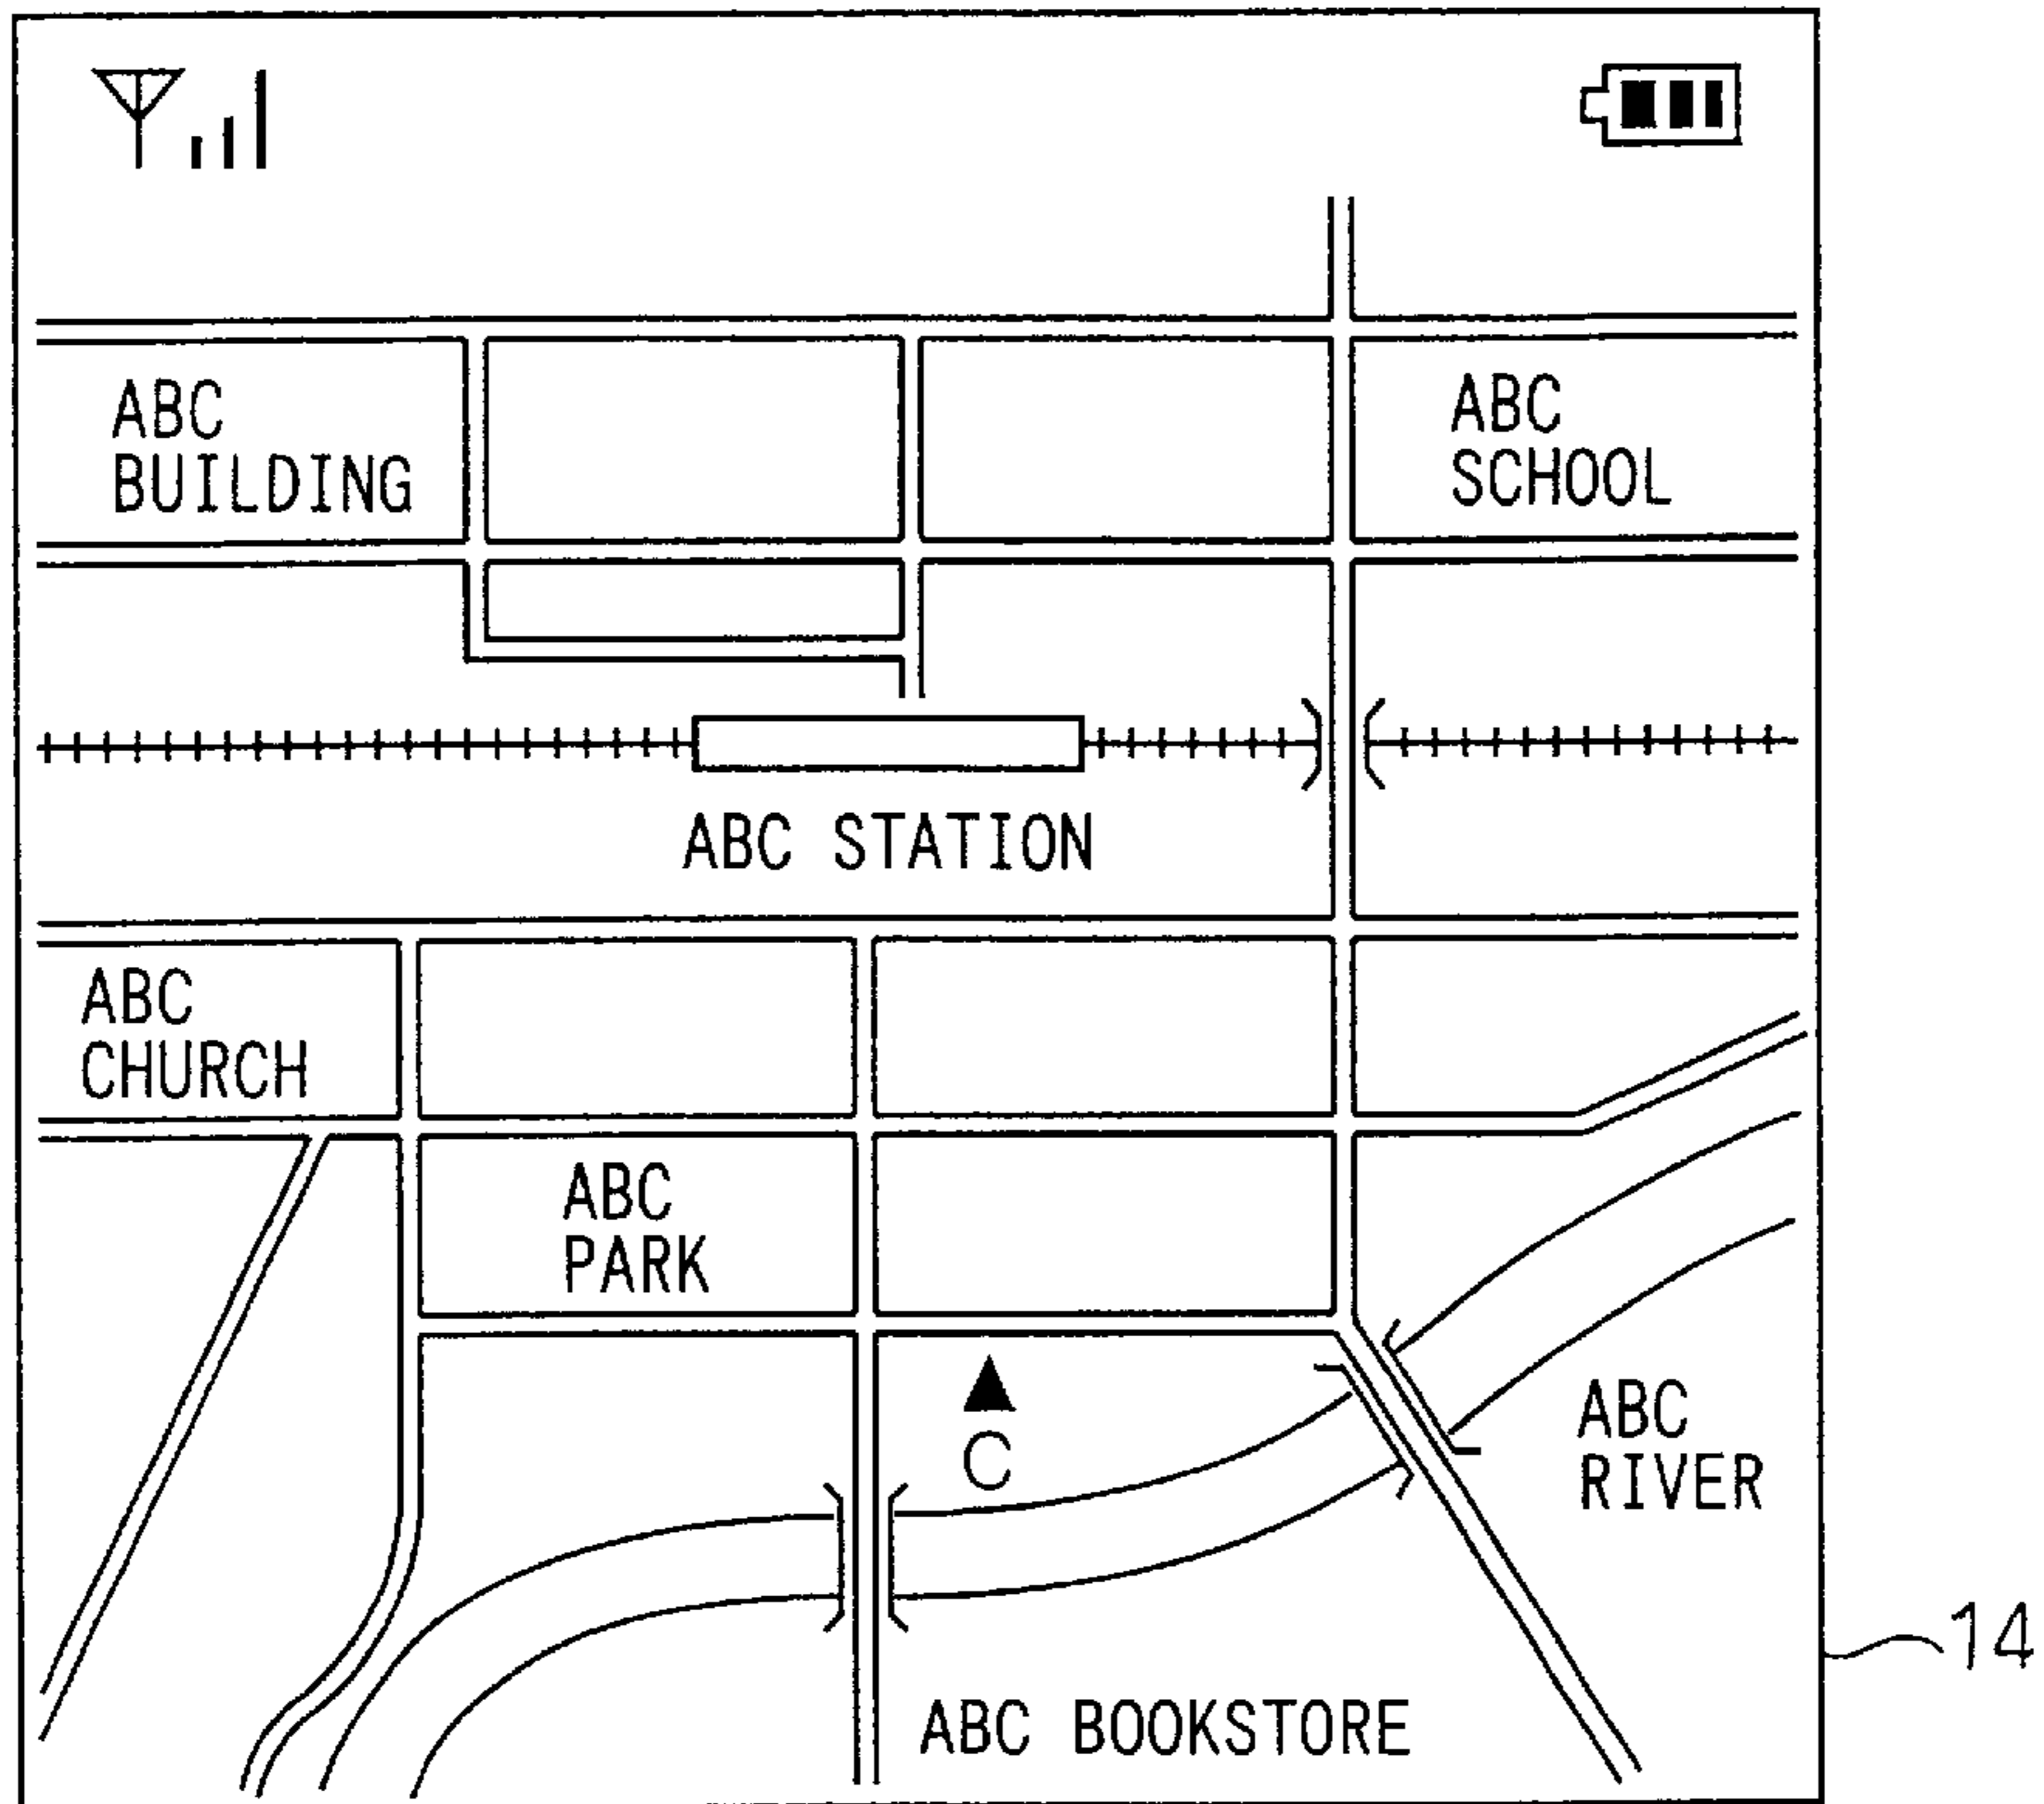 ABC
BUILDING
ABC
SCHOOL
ABC STATION
ABC
CHURCH
ABC
PARK
C
ABC
RIVER
14
ABC BOOKSTORE